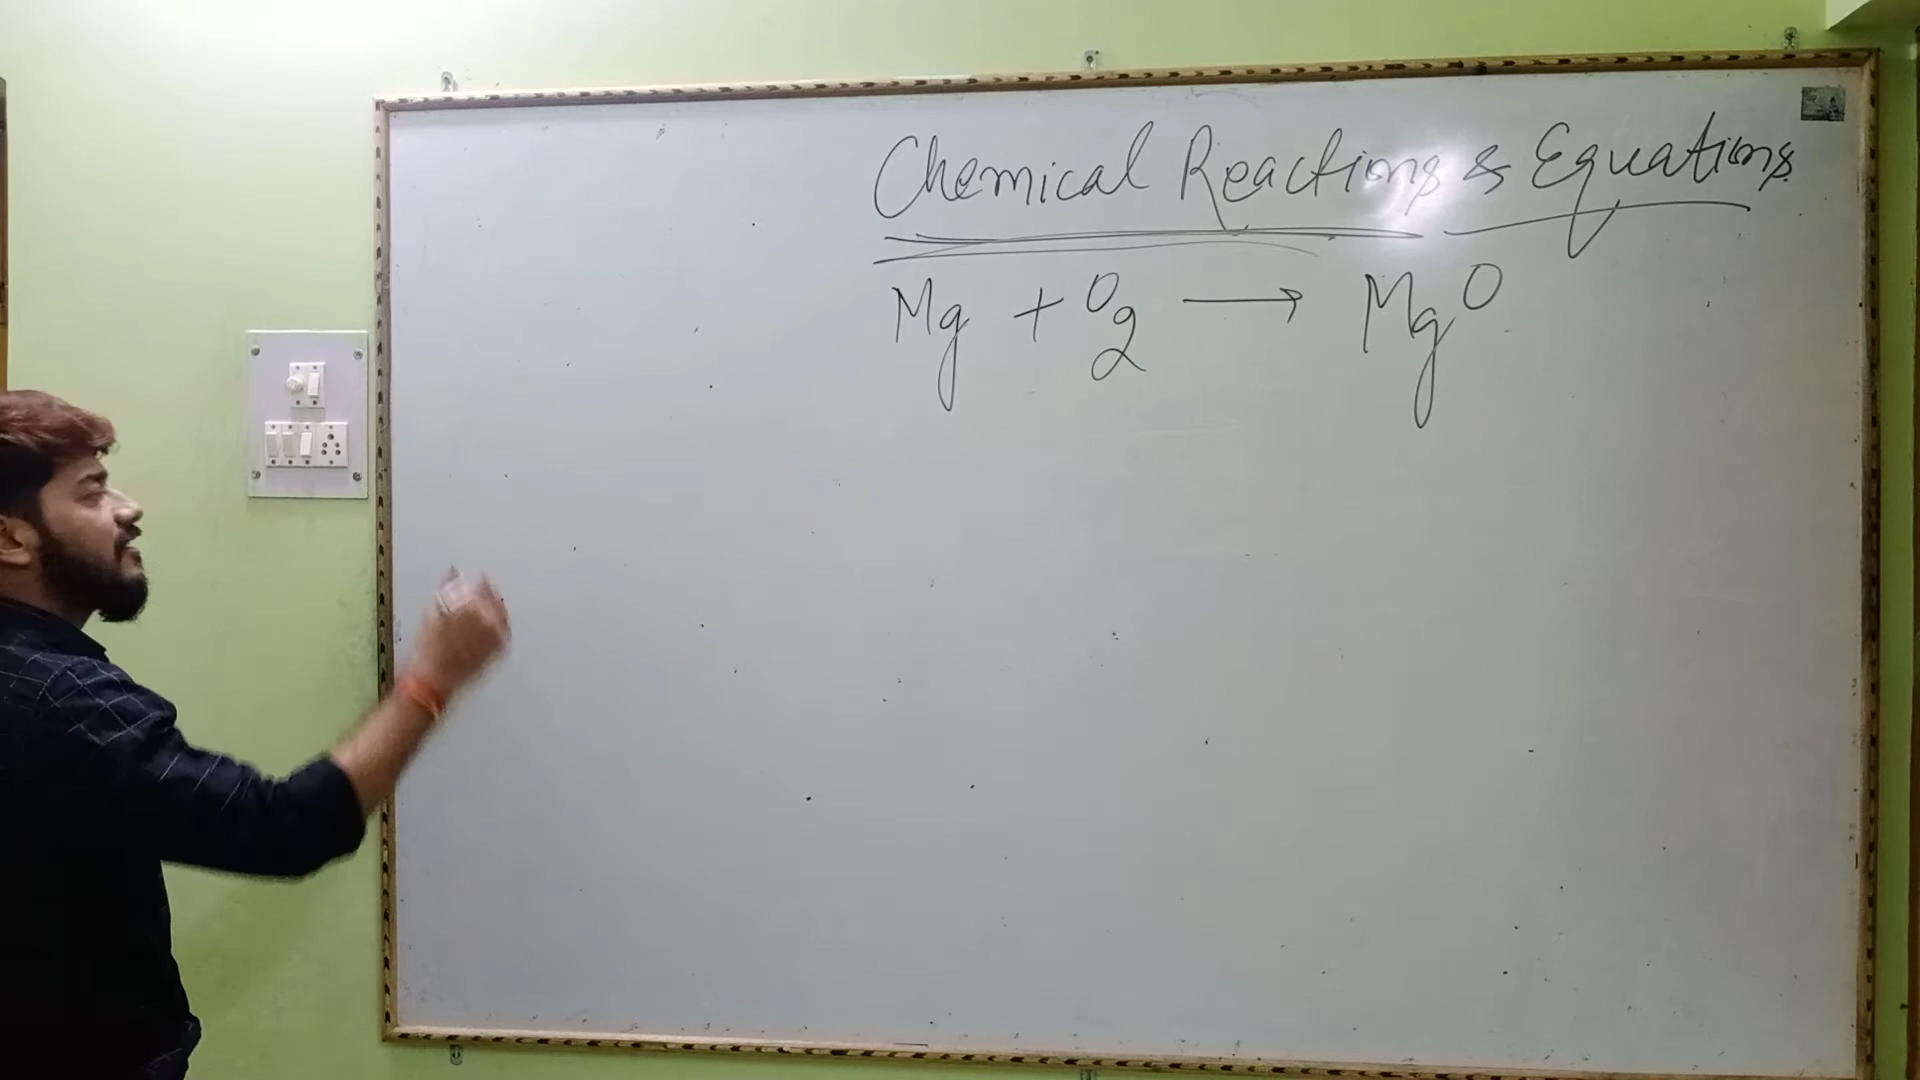 Chemical Reactions & Equations
Mg + O₂ ⟶ MgO